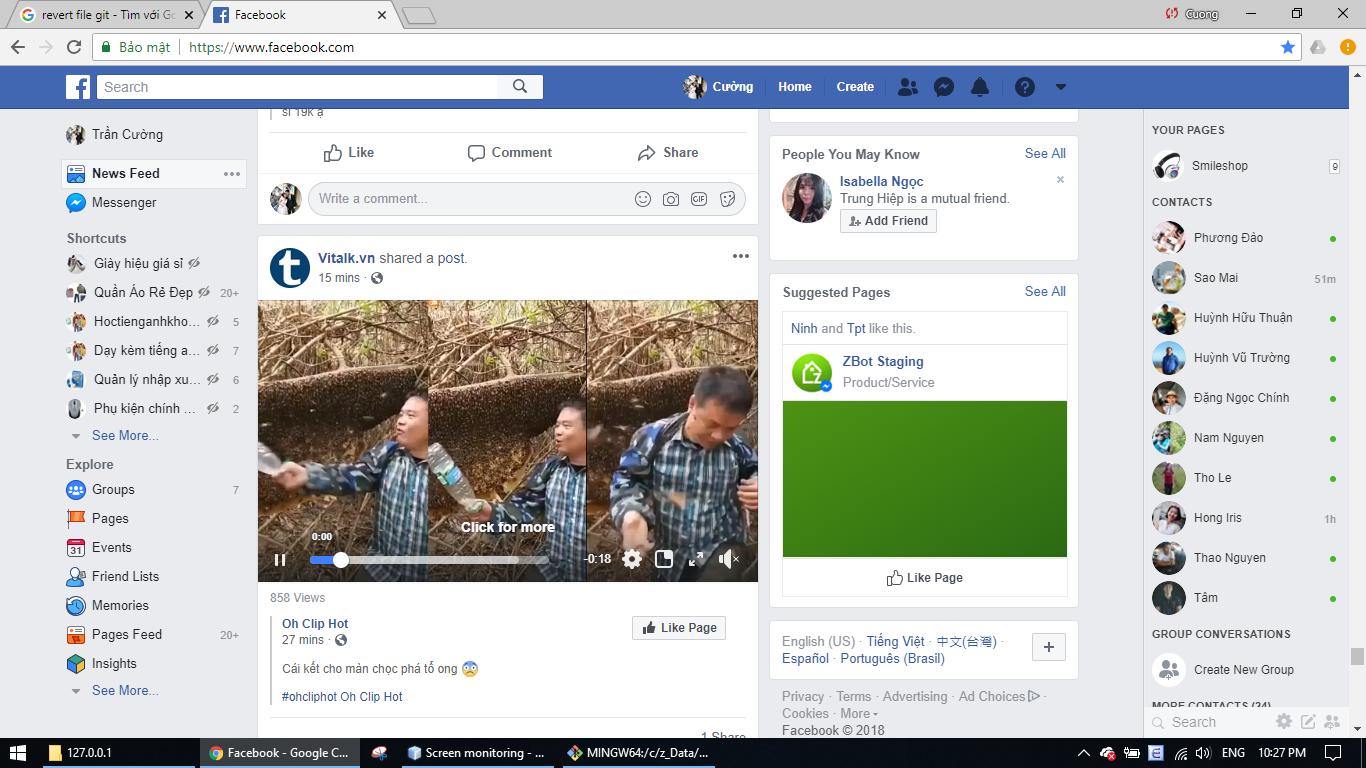 revert file git - Tìm với Go
Facebook
Cuong
Bảo mật
https://www.facebook.com
Search
Cường
Home
Create
Trần Cường
News Feed
Messenger
Shortcuts
Giày hiệu giá sỉ
Quần Áo Rẻ Đẹp 20+
Hoctienganhkho... 5
Dạy kèm tiếng a... 7
Quản lý nhập xu... 6
Phụ kiện chính ... 2
See More...
Explore
Groups 7
Pages
31 Events
Friend Lists
Memories
Pages Feed 20+
Insights
See More...
sỉ 19k ạ
Like Comment Share
Write a comment...
GIF
Vitalk.vn shared a post.
15 mins ·
Click for more
0:00
-0:18
858 Views
Oh Clip Hot
27 mins ·
Like Page
Cái kết cho màn chọc phá tổ ong
#ohcliphot Oh Clip Hot
1 Share
People You May Know See All
Isabella Ngọc
Trung Hiệp is a mutual friend.
Add Friend
Suggested Pages See All
Ninh and Tpt like this.
ZBot Staging
Product/Service
Like Page
English (US) · Tiếng Việt · 中文(台灣) ·
Español · Português (Brasil)
Privacy · Terms · Advertising · Ad Choices ·
Cookies · More
Facebook © 2018
YOUR PAGES
Smileshop 9
CONTACTS
Phương Đảo
Sao Mai 51m
Huỳnh Hữu Thuận
Huỳnh Vũ Trường
Đặng Ngọc Chính
Nam Nguyen
Tho Le
Hong Iris 1h
Thao Nguyen
Tâm
GROUP CONVERSATIONS
Create New Group
MORE CONTACTS (24)
Search
127.0.0.1
Facebook - Google C...
Screen monitoring - ...
MINGW64:/c/z_Data/...
ENG
10:27 PM